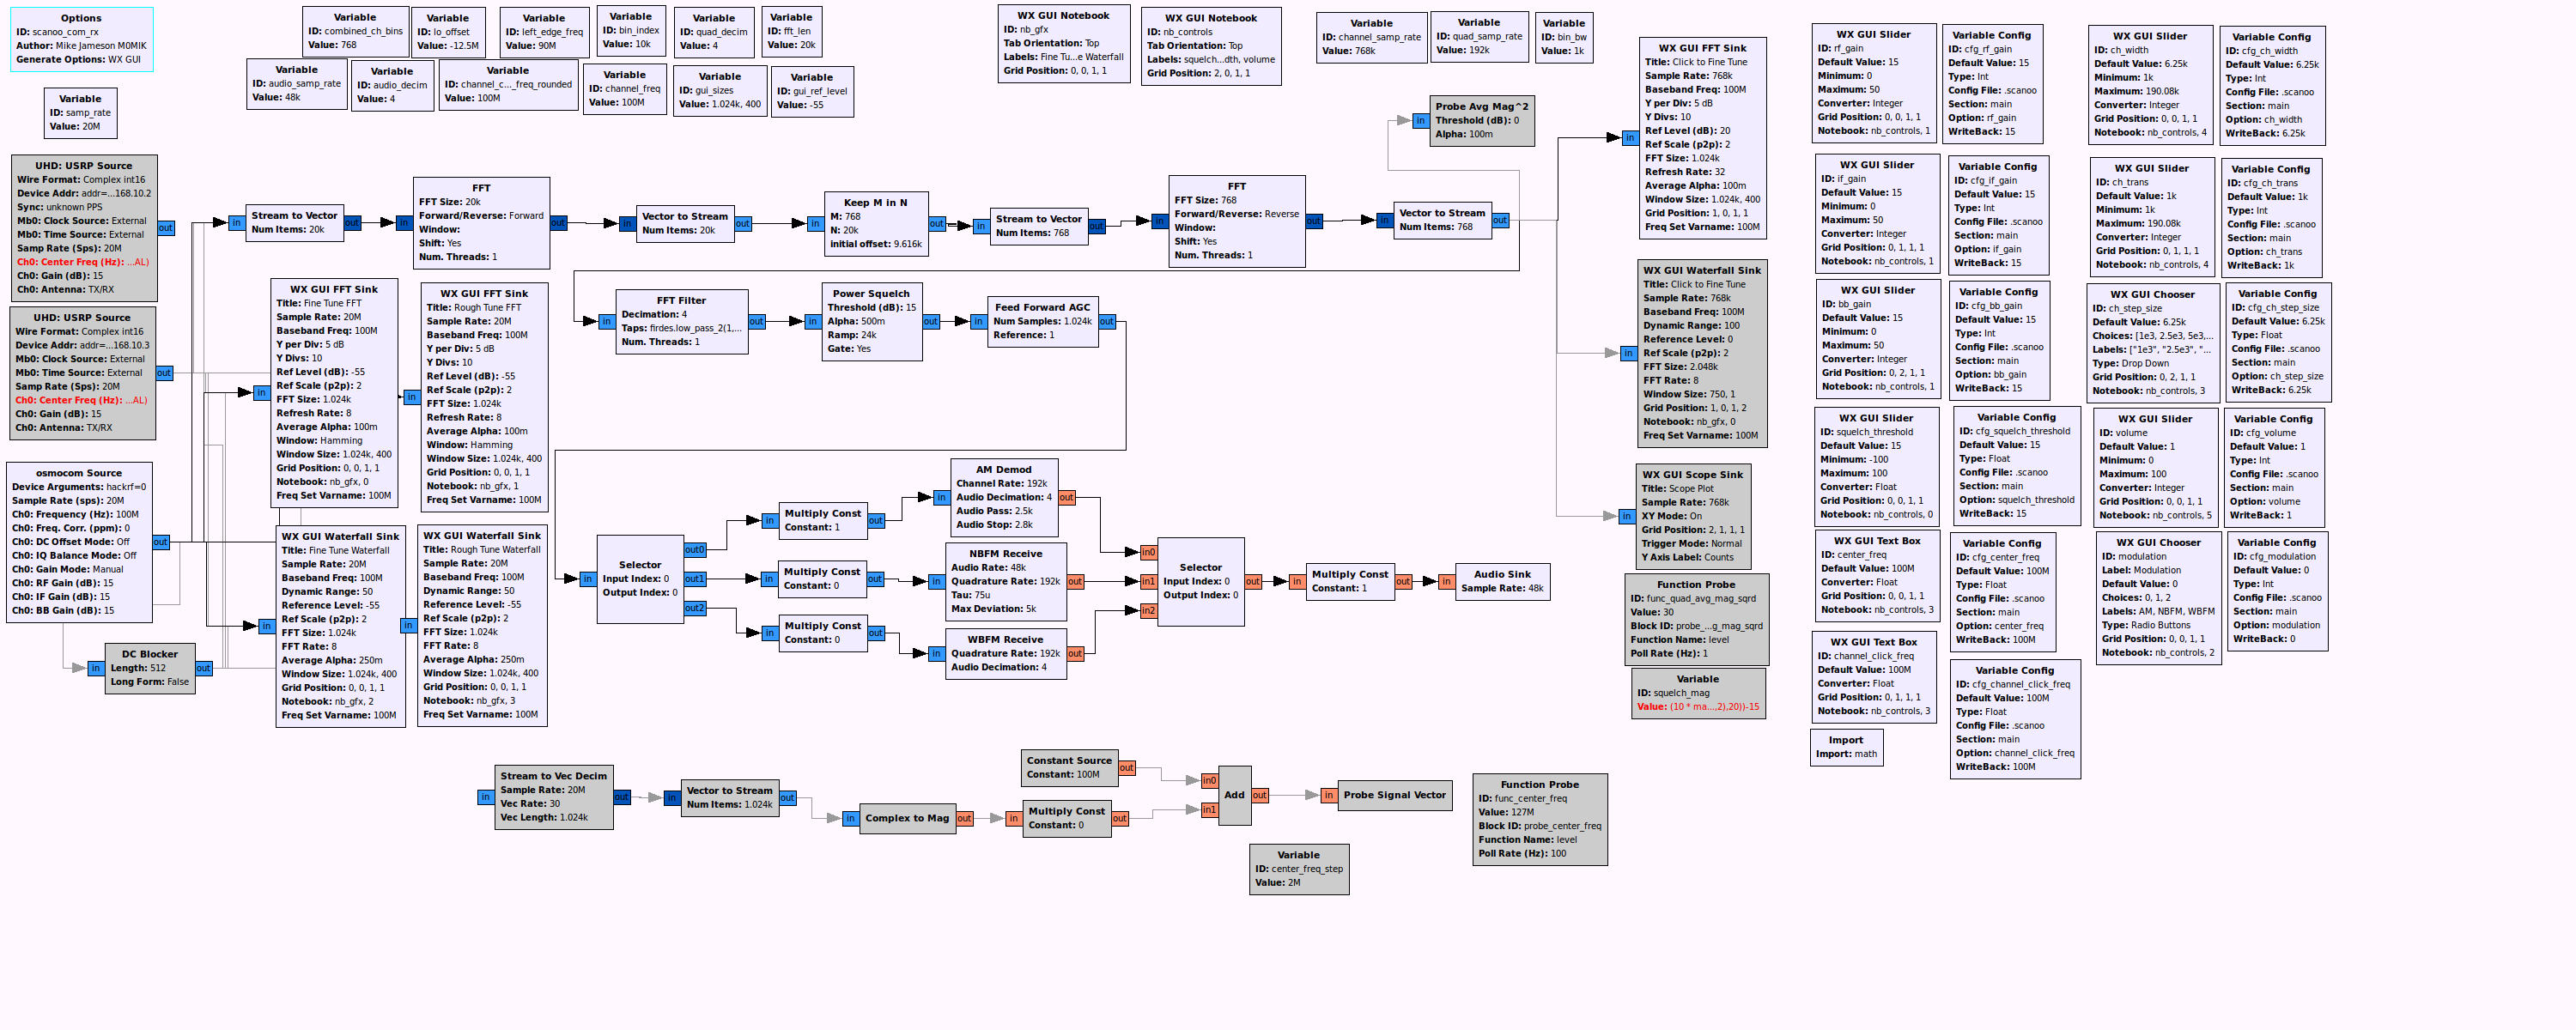 Options
ID: scanoo_com_rx
Author: Mike Jameson M0MIK
Generate Options: WX GUI
Variable
ID: combined_ch_bins
Value: 768
Variable
ID: lo_offset
Value: -12.5M
Variable
ID: left_edge_freq
Value: 90M
Variable
ID: bin_index
Value: 10k
Variable
ID: quad_decim
Value: 4
Variable
ID: fft_len
Value: 20k
WX GUI Notebook
ID: nb_gfx
Tab Orientation: Top
Labels: Fine Tu...e Waterfall
Grid Position: 0, 0, 1, 1
WX GUI Notebook
ID: nb_controls
Tab Orientation: Top
Labels: squelch...dth, volume
Grid Position: 2, 0, 1, 1
Variable
ID: channel_samp_rate
Value: 768k
Variable
ID: quad_samp_rate
Value: 192k
Variable
ID: bin_bw
Value: 1k
Variable
ID: audio_samp_rate
Value: 48k
Variable
ID: audio_decim
Value: 4
Variable
ID: channel_c..._freq_rounded
Value: 100M
Variable
ID: channel_freq
Value: 100M
Variable
ID: gui_sizes
Value: 1.024k, 400
Variable
ID: gui_ref_level
Value: -55
Variable
ID: samp_rate
Value: 20M
UHD: USRP Source
Wire Format: Complex int16
Device Addr: addr=...168.10.2
Sync: unknown PPS
Mb0: Clock Source: External
Mb0: Time Source: External
Samp Rate (Sps): 20M
Ch0: Center Freq (Hz): ...AL)
Ch0: Gain (dB): 15
Ch0: Antenna: TX/RX
out
UHD: USRP Source
Wire Format: Complex int16
Device Addr: addr=...168.10.3
Mb0: Clock Source: External
Mb0: Time Source: External
Samp Rate (Sps): 20M
Ch0: Center Freq (Hz): ...AL)
Ch0: Gain (dB): 15
Ch0: Antenna: TX/RX
out
osmocom Source
Device Arguments: hackrf=0
Sample Rate (sps): 20M
Ch0: Frequency (Hz): 100M
Ch0: Freq. Corr. (ppm): 0
Ch0: DC Offset Mode: Off
Ch0: IQ Balance Mode: Off
Ch0: Gain Mode: Manual
Ch0: RF Gain (dB): 15
Ch0: IF Gain (dB): 15
Ch0: BB Gain (dB): 15
out
in
DC Blocker
Length: 512
Long Form: False
out
in
Stream to Vector
Num Items: 20k
out
in
FFT
FFT Size: 20k
Forward/Reverse: Forward
Window:
Shift: Yes
Num. Threads: 1
out
in
Vector to Stream
Num Items: 20k
out
in
Keep M in N
M: 768
N: 20k
initial offset: 9.616k
out
in
Stream to Vector
Num Items: 768
out
in
FFT
FFT Size: 768
Forward/Reverse: Reverse
Window:
Shift: Yes
Num. Threads: 1
out
in
Vector to Stream
Num Items: 768
out
in
Probe Avg Mag^2
Threshold (dB): 0
Alpha: 100m
in
WX GUI FFT Sink
Title: Fine Tune FFT
Sample Rate: 20M
Baseband Freq: 100M
Y per Div: 5 dB
Y Divs: 10
Ref Level (dB): -55
Ref Scale (p2p): 2
FFT Size: 1.024k
Refresh Rate: 8
Average Alpha: 100m
Window: Hamming
Window Size: 1.024k, 400
Grid Position: 0, 0, 1, 1
Notebook: nb_gfx, 0
Freq Set Varname: 100M
in
WX GUI FFT Sink
Title: Rough Tune FFT
Sample Rate: 20M
Baseband Freq: 100M
Y per Div: 5 dB
Y Divs: 10
Ref Level (dB): -55
Ref Scale (p2p): 2
FFT Size: 1.024k
Refresh Rate: 8
Average Alpha: 100m
Window: Hamming
Window Size: 1.024k, 400
Grid Position: 0, 0, 1, 1
Notebook: nb_gfx, 1
Freq Set Varname: 100M
in
WX GUI Waterfall Sink
Title: Fine Tune Waterfall
Sample Rate: 20M
Baseband Freq: 100M
Dynamic Range: 50
Reference Level: -55
Ref Scale (p2p): 2
FFT Size: 1.024k
FFT Rate: 8
Average Alpha: 250m
Window Size: 1.024k, 400
Grid Position: 0, 0, 1, 1
Notebook: nb_gfx, 2
Freq Set Varname: 100M
in
WX GUI Waterfall Sink
Title: Rough Tune Waterfall
Sample Rate: 20M
Baseband Freq: 100M
Dynamic Range: 50
Reference Level: -55
Ref Scale (p2p): 2
FFT Size: 1.024k
FFT Rate: 8
Average Alpha: 250m
Window Size: 1.024k, 400
Grid Position: 0, 0, 1, 1
Notebook: nb_gfx, 3
Freq Set Varname: 100M
in
FFT Filter
Decimation: 4
Taps: firdes.low_pass_2(1,...
Num. Threads: 1
out
in
Power Squelch
Threshold (dB): 15
Alpha: 500m
Ramp: 24k
Gate: Yes
out
in
Feed Forward AGC
Num Samples: 1.024k
Reference: 1
out
in
Selector
Input Index: 0
Output Index: 0
out0
out1
out2
in
Multiply Const
Constant: 1
out
in
Multiply Const
Constant: 0
out
in
Multiply Const
Constant: 0
out
in
AM Demod
Channel Rate: 192k
Audio Decimation: 4
Audio Pass: 2.5k
Audio Stop: 2.8k
out
in
NBFM Receive
Audio Rate: 48k
Quadrature Rate: 192k
Tau: 75u
Max Deviation: 5k
out
in
WBFM Receive
Quadrature Rate: 192k
Audio Decimation: 4
out
in0
in1
in2
Selector
Input Index: 0
Output Index: 0
out
in
Multiply Const
Constant: 1
out
in
Audio Sink
Sample Rate: 48k
in
WX GUI FFT Sink
Title: Click to Fine Tune
Sample Rate: 768k
Baseband Freq: 100M
Y per Div: 5 dB
Y Divs: 10
Ref Level (dB): 20
Ref Scale (p2p): 2
FFT Size: 1.024k
Refresh Rate: 32
Average Alpha: 100m
Window Size: 1.024k, 400
Grid Position: 1, 0, 1, 1
Freq Set Varname: 100M
in
WX GUI Waterfall Sink
Title: Click to Fine Tune
Sample Rate: 768k
Baseband Freq: 100M
Dynamic Range: 100
Reference Level: 0
Ref Scale (p2p): 2
FFT Size: 2.048k
FFT Rate: 8
Window Size: 750, 1
Grid Position: 1, 0, 1, 2
Notebook: nb_gfx, 0
Freq Set Varname: 100M
in
WX GUI Scope Sink
Title: Scope Plot
Sample Rate: 768k
XY Mode: On
Grid Position: 2, 1, 1, 1
Trigger Mode: Normal
Y Axis Label: Counts
Function Probe
ID: func_quad_avg_mag_sqrd
Value: 30
Block ID: probe_...g_mag_sqrd
Function Name: level
Poll Rate (Hz): 1
Variable
ID: squelch_mag
Value: (10 * ma...,2),20))-15
WX GUI Slider
ID: rf_gain
Default Value: 15
Minimum: 0
Maximum: 50
Converter: Integer
Grid Position: 0, 0, 1, 1
Notebook: nb_controls, 1
Variable Config
ID: cfg_rf_gain
Default Value: 15
Type: Int
Config File: .scanoo
Section: main
Option: rf_gain
WriteBack: 15
WX GUI Slider
ID: ch_width
Default Value: 6.25k
Minimum: 1k
Maximum: 190.08k
Converter: Integer
Grid Position: 0, 0, 1, 1
Notebook: nb_controls, 4
Variable Config
ID: cfg_ch_width
Default Value: 6.25k
Type: Int
Config File: .scanoo
Section: main
Option: ch_width
WriteBack: 6.25k
WX GUI Slider
ID: if_gain
Default Value: 15
Minimum: 0
Maximum: 50
Converter: Integer
Grid Position: 0, 1, 1, 1
Notebook: nb_controls, 1
Variable Config
ID: cfg_if_gain
Default Value: 15
Type: Int
Config File: .scanoo
Section: main
Option: if_gain
WriteBack: 15
WX GUI Slider
ID: ch_trans
Default Value: 1k
Minimum: 1k
Maximum: 190.08k
Converter: Integer
Grid Position: 0, 1, 1, 1
Notebook: nb_controls, 4
Variable Config
ID: cfg_ch_trans
Default Value: 1k
Type: Int
Config File: .scanoo
Section: main
Option: ch_trans
WriteBack: 1k
WX GUI Slider
ID: bb_gain
Default Value: 15
Minimum: 0
Maximum: 50
Converter: Integer
Grid Position: 0, 2, 1, 1
Notebook: nb_controls, 1
Variable Config
ID: cfg_bb_gain
Default Value: 15
Type: Int
Config File: .scanoo
Section: main
Option: bb_gain
WriteBack: 15
WX GUI Chooser
ID: ch_step_size
Default Value: 6.25k
Choices: [1e3, 2.5e3, 5e3,...
Labels: ["1e3", "2.5e3", "...
Type: Drop Down
Grid Position: 0, 2, 1, 1
Notebook: nb_controls, 3
Variable Config
ID: cfg_ch_step_size
Default Value: 6.25k
Type: Float
Config File: .scanoo
Section: main
Option: ch_step_size
WriteBack: 6.25k
WX GUI Slider
ID: squelch_threshold
Default Value: 15
Minimum: -100
Maximum: 100
Converter: Float
Grid Position: 0, 0, 1, 1
Notebook: nb_controls, 0
Variable Config
ID: cfg_squelch_threshold
Default Value: 15
Type: Float
Config File: .scanoo
Section: main
Option: squelch_threshold
WriteBack: 15
WX GUI Slider
ID: volume
Default Value: 1
Minimum: 0
Maximum: 100
Converter: Integer
Grid Position: 0, 0, 1, 1
Notebook: nb_controls, 5
Variable Config
ID: cfg_volume
Default Value: 1
Type: Int
Config File: .scanoo
Section: main
Option: volume
WriteBack: 1
WX GUI Text Box
ID: center_freq
Default Value: 100M
Converter: Float
Grid Position: 0, 0, 1, 1
Notebook: nb_controls, 3
Variable Config
ID: cfg_center_freq
Default Value: 100M
Type: Float
Config File: .scanoo
Section: main
Option: center_freq
WriteBack: 100M
WX GUI Chooser
ID: modulation
Label: Modulation
Default Value: 0
Choices: 0, 1, 2
Labels: AM, NBFM, WBFM
Type: Radio Buttons
Grid Position: 0, 0, 1, 1
Notebook: nb_controls, 2
Variable Config
ID: cfg_modulation
Default Value: 0
Type: Int
Config File: .scanoo
Section: main
Option: modulation
WriteBack: 0
WX GUI Text Box
ID: channel_click_freq
Default Value: 100M
Converter: Float
Grid Position: 0, 1, 1, 1
Notebook: nb_controls, 3
Variable Config
ID: cfg_channel_click_freq
Default Value: 100M
Type: Float
Config File: .scanoo
Section: main
Option: channel_click_freq
WriteBack: 100M
Import
Import: math
in
Stream to Vec Decim
Sample Rate: 20M
Vec Rate: 30
Vec Length: 1.024k
out
in
Vector to Stream
Num Items: 1.024k
out
in
Complex to Mag
out
Constant Source
Constant: 100M
out
in
Multiply Const
Constant: 0
out
in0
in1
Add
out
in
Probe Signal Vector
Function Probe
ID: func_center_freq
Value: 127M
Block ID: probe_center_freq
Function Name: level
Poll Rate (Hz): 100
Variable
ID: center_freq_step
Value: 2M